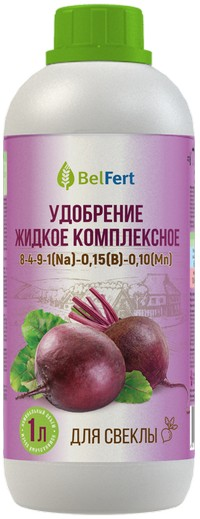 BelFert
УДОБРЕНИЕ
ЖИДКОЕ КОМПЛЕКСНОЕ
8-4-9-1(Na)-0,15(B)-0,10(Mn)
1л
ДЛЯ СВЕКЛЫ